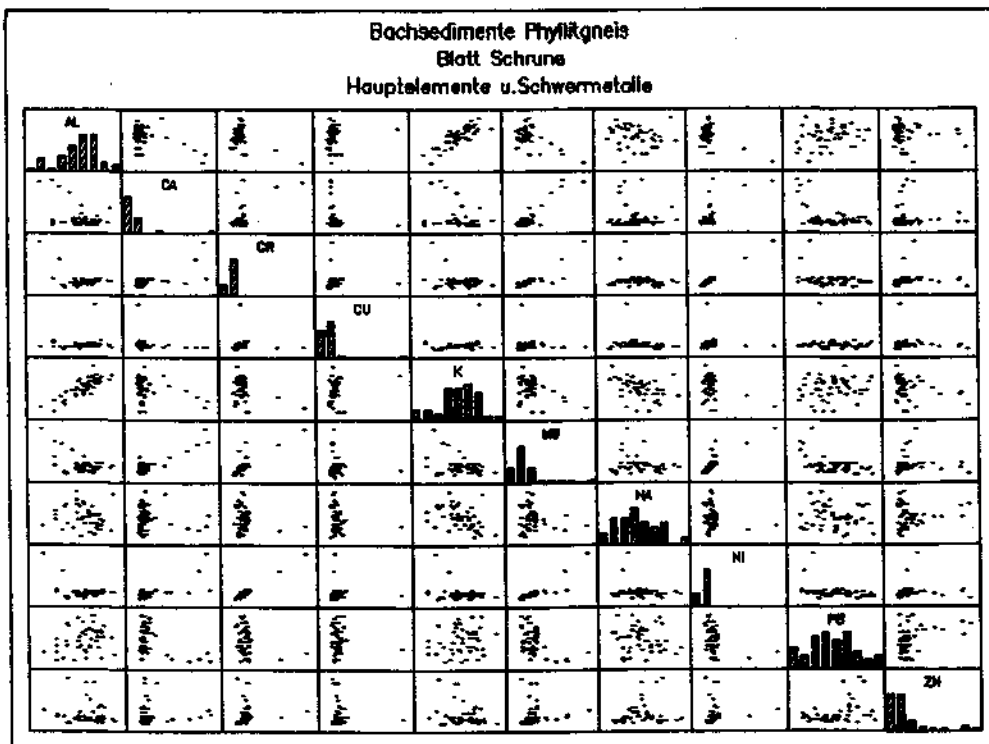 Bachsedimente Phyllitgneis
Blatt Schruns
Hauptelemente u.Schwermetalle
AL
CA
CR
CU
K
MG
NA
NI
PB
ZN